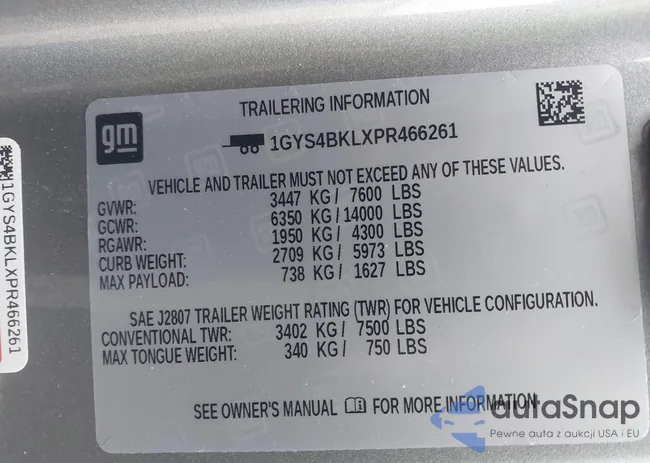 TRAILERING INFORMATION
gm
1GYS4BKLXPR466261
VEHICLE AND TRAILER MUST NOT EXCEED ANY OF THESE VALUES.
GVWR: 3447 KG/ 7600 LBS
GCWR: 6350 KG/14000 LBS
RGAWR: 1950 KG/ 4300 LBS
CURB WEIGHT: 2709 KG/ 5973 LBS
MAX PAYLOAD: 738 KG/ 1627 LBS
SAE J2807 TRAILER WEIGHT RATING (TWR) FOR VEHICLE CONFIGURATION.
CONVENTIONAL TWR: 3402 KG/ 7500 LBS
MAX TONGUE WEIGHT: 340 KG/ 750 LBS
SEE OWNER'S MANUAL FOR MORE INFORMATION.
1GYS4BKLXPR466261
autoSnap
Pewne auta z aukcji USA i EU